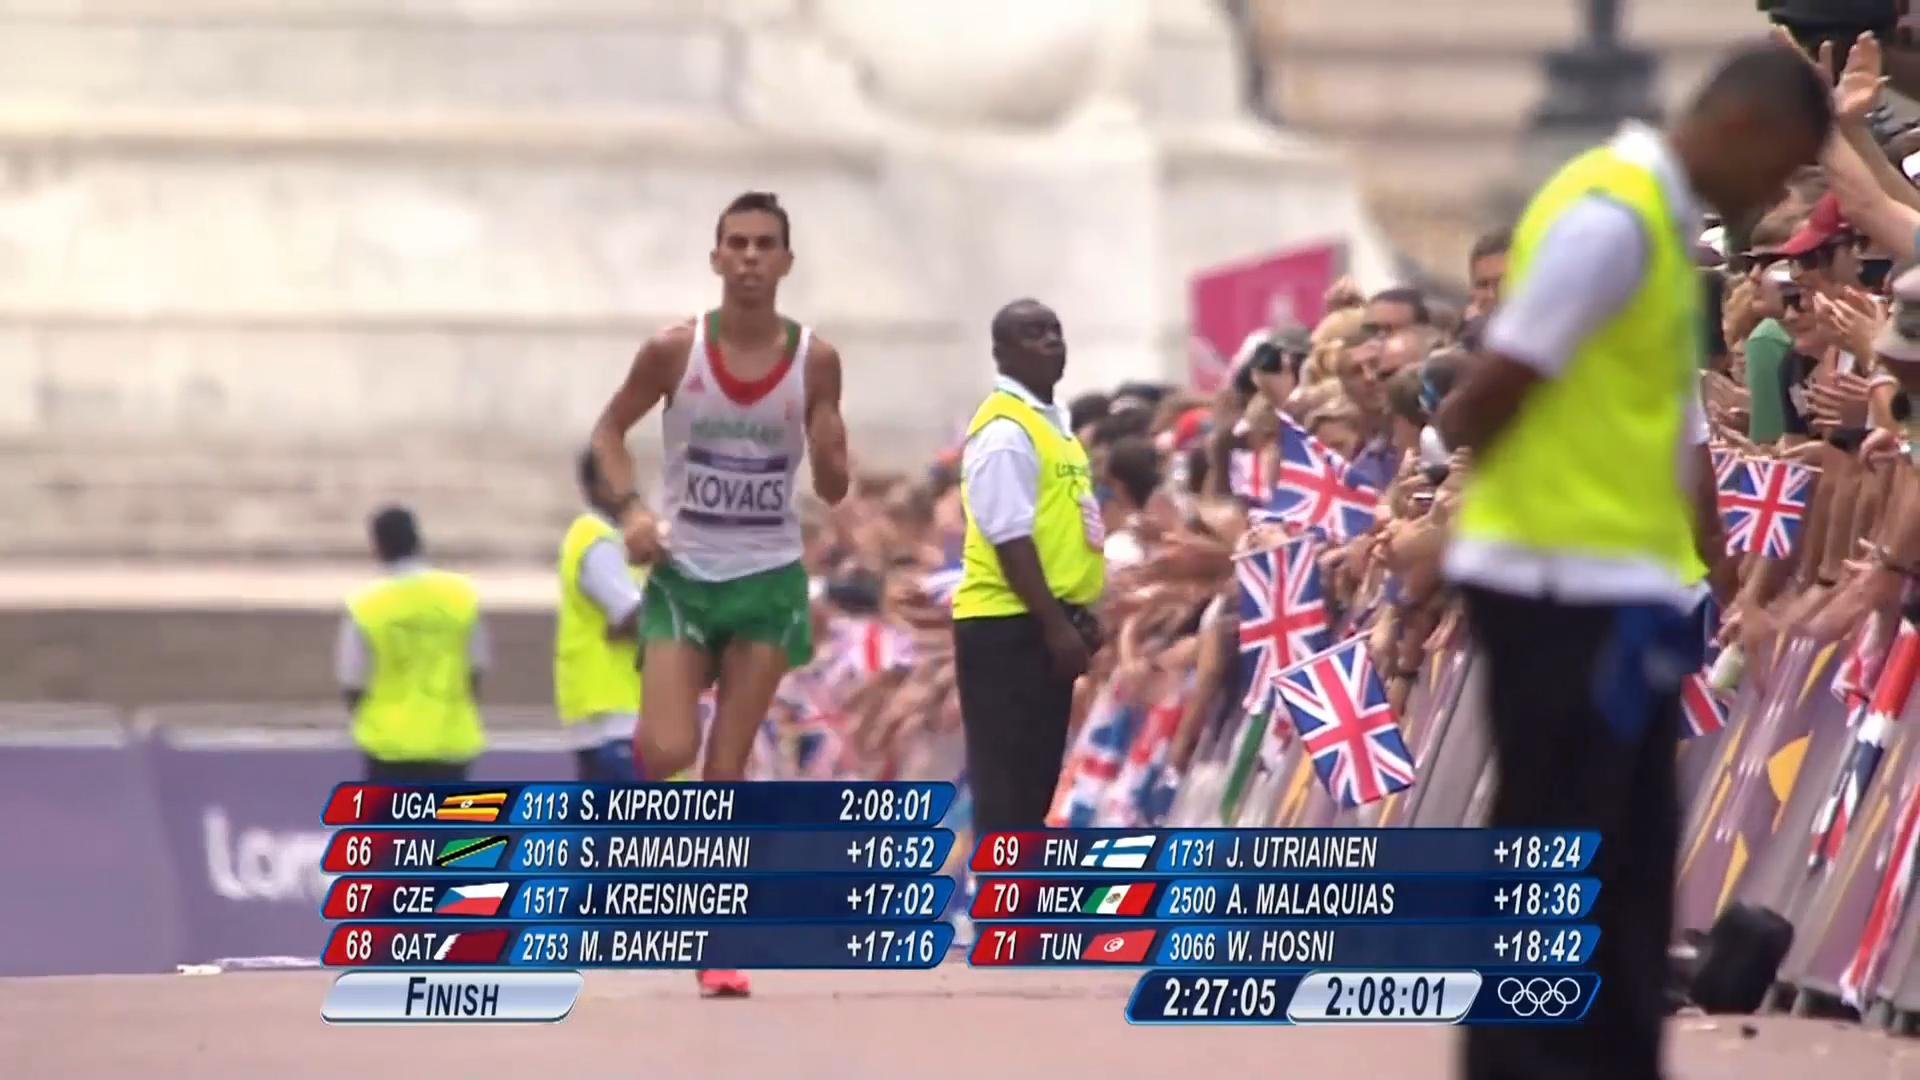 HUNGARY
KOVACS
1 UGA 3113 S. KIPROTICH 2:08:01
66 TAN 3016 S. RAMADHANI +16:52
67 CZE 1517 J. KREISINGER +17:02
68 QAT 2753 M. BAKHET +17:16
69 FIN 1731 J. UTRIAINEN +18:24
70 MEX 2500 A. MALAQUIAS +18:36
71 TUN 3066 W. HOSNI +18:42
FINISH
2:27:05 2:08:01